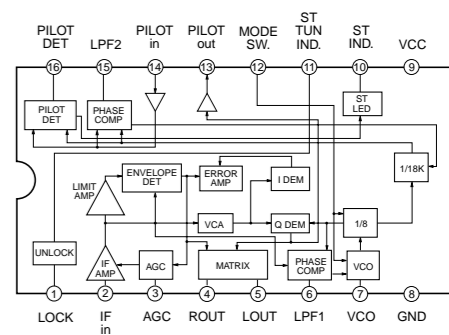 PILOT DET
LPF2
PILOT in
PILOT out
MODE SW.
ST TUN IND.
ST IND.
VCC
16
15
14
13
12
11
10
9
PILOT DET
PHASE COMP
ST LED
1/18K
LIMIT AMP
ENVELOPE DET
ERROR AMP
I DEM
VCA
Q DEM
1/8
UNLOCK
IF AMP
AGC
MATRIX
PHASE COMP
VCO
1
2
3
4
5
6
7
8
LOCK
IF in
AGC
ROUT
LOUT
LPF1
VCO
GND